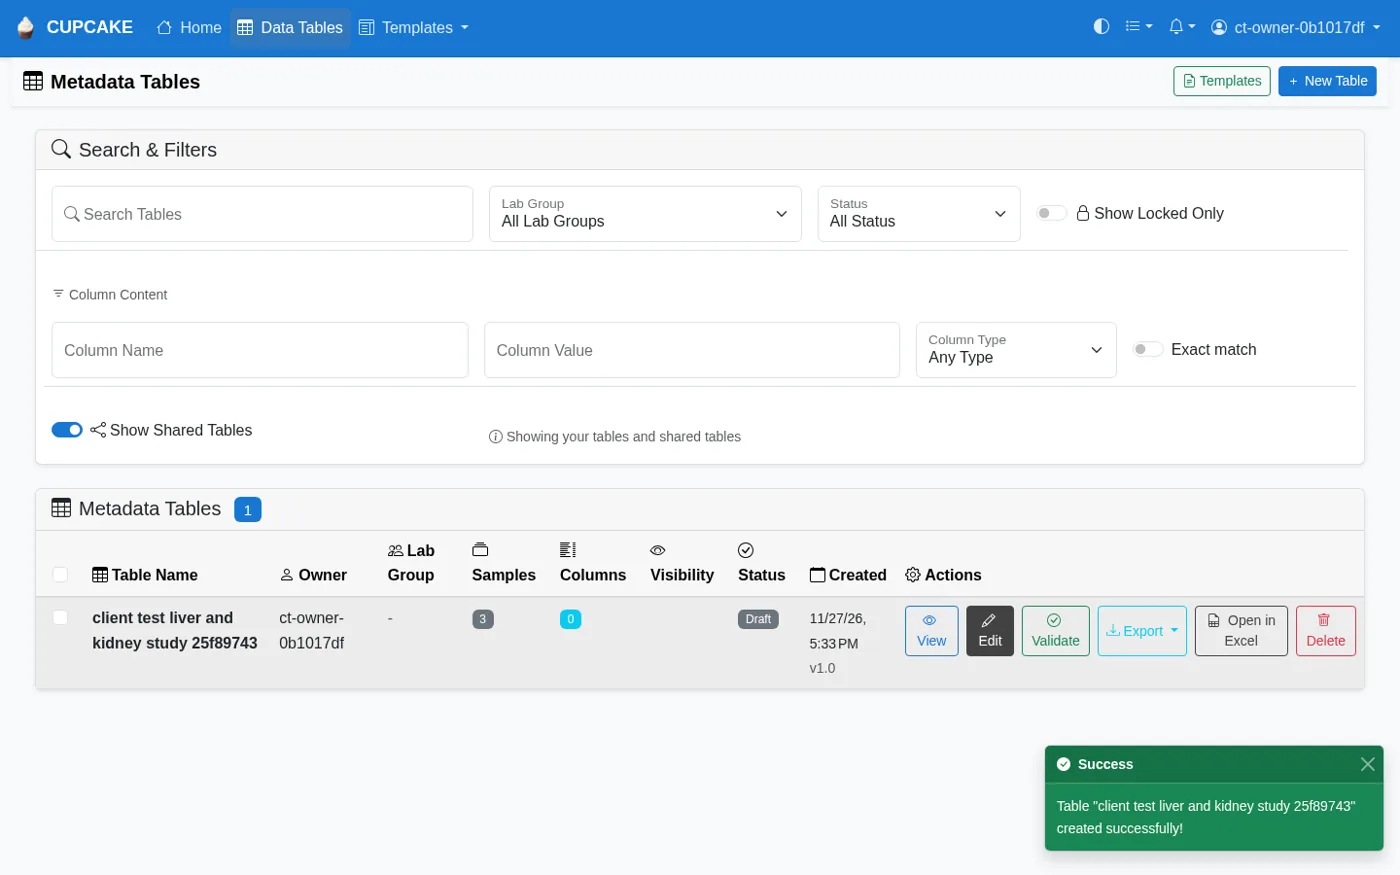 CUPCAKE Home Data Tables Templates ct-owner-0b1017df
Metadata Tables Templates + New Table
Search & Filters
Search Tables
Lab Group
All Lab Groups
Status
All Status
Show Locked Only
Column Content
Column Name
Column Value
Column Type
Any Type
Exact match
Show Shared Tables
Showing your tables and shared tables
Metadata Tables 1
Table Name
Owner
Lab
Group
Samples
Columns
Visibility
Status
Created
Actions
client test liver and
kidney study 25f89743
ct-owner-
0b1017df
-
3
0
Draft
11/27/26,
5:33 PM
v1.0
View
Edit
Validate
Export
Open in
Excel
Delete
Success
Table "client test liver and kidney study 25f89743"
created successfully!